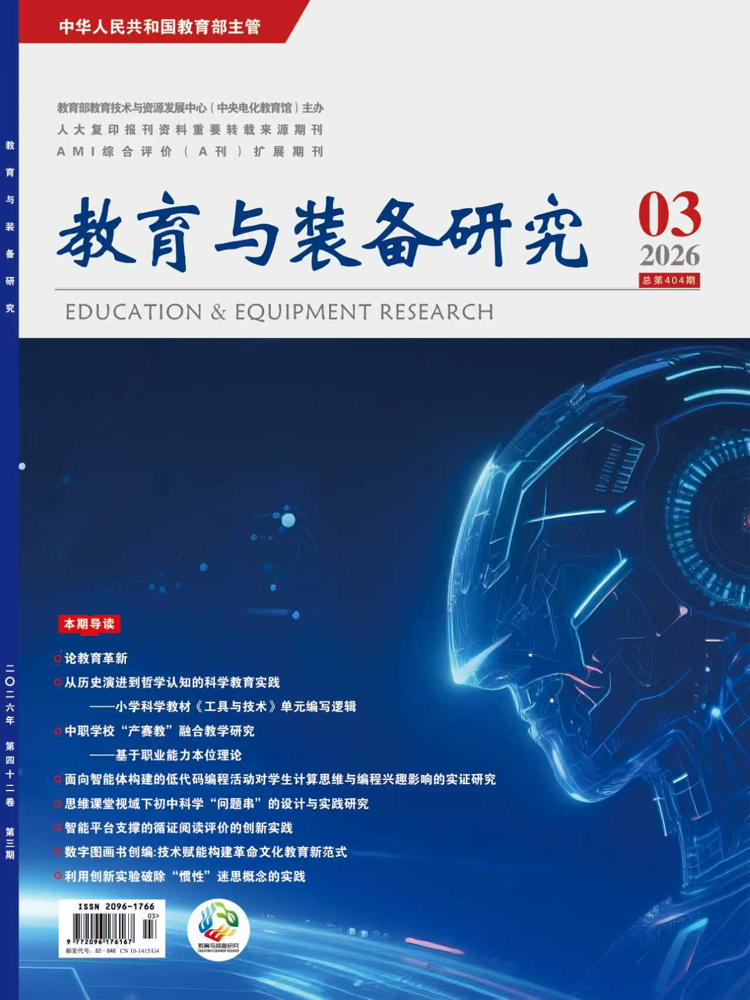 中华人民共和国教育部主管
教育部教育技术与资源发展中心（中央电化教育馆）主办
人大复印报刊资料重要转载来源期刊
AMI综合评价（A刊）扩展期刊
教育与装备研究
03
2026
总第404期
EDUCATION & EQUIPMENT RESEARCH
教育与装备研究
二〇二六年 第四十二卷 第三期
本期导读
论教育革新
从历史演进到哲学认知的科学教育实践
——小学科学教材《工具与技术》单元编写逻辑
中职学校“产赛教”融合教学研究
——基于职业能力本位理论
面向智能体构建的低代码编程活动对学生计算思维与编程兴趣影响的实证研究
思维课堂视域下初中科学“问题串”的设计与实践研究
智能平台支撑的循证阅读评价的创新实践
数字图画书创编:技术赋能构建革命文化教育新范式
利用创新实验破除“惯性”迷思概念的实践
ISSN 2096-1766
03>
9 772096 176167
邮发代号：82—848 CN 10-1415/G4
教育与装备研究
EDUCATION & EQUIPMENT RESEARCH